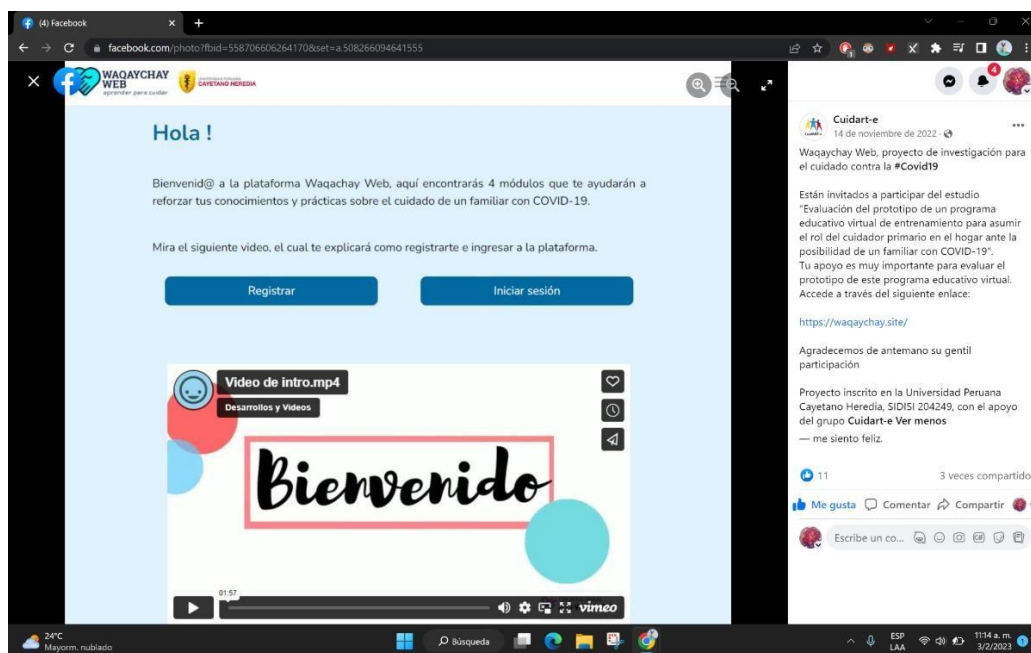 (4) Facebook
facebook.com/photo?fbid=558706606264170&set=a.508266094641555
WAQAYCHAY
WEB
aprender para cuidar
UNIVERSIDAD PERUANA
CAYETANO HEREDIA
Hola !
Bienvenid@ a la plataforma Waqachay Web, aquí encontrarás 4 módulos que te ayudarán a
reforzar tus conocimientos y prácticas sobre el cuidado de un familiar con COVID-19.
Mira el siguiente video, el cual te explicará como registrarte e ingresar a la plataforma.
Registrar
Iniciar sesión
Video de intro.mp4
Desarrollos y Videos
Bienvenido
01:57
vimeo
4
Cuidart-e
14 de noviembre de 2022 ·
Waqaychay Web, proyecto de investigación para
el cuidado contra la #Covid19
Están invitados a participar del estudio
"Evaluación del prototipo de un programa
educativo virtual de entrenamiento para asumir
el rol del cuidador primario en el hogar ante la
posibilidad de un familiar con COVID-19".
Tu apoyo es muy importante para evaluar el
prototipo de este programa educativo virtual.
Accede a través del siguiente enlace:
https://waqaychay.site/
Agradecemos de antemano su gentil
participación
Proyecto inscrito en la Universidad Peruana
Cayetano Heredia, SIDISI 204249, con el apoyo
del grupo Cuidart-e Ver menos
— me siento feliz.
11
3 veces compartido
Me gusta
Comentar
Compartir
Escribe un co...
GIF
24°C
Mayorm. nublado
Búsqueda
ESP
LAA
11:14 a. m.
3/2/2023
1